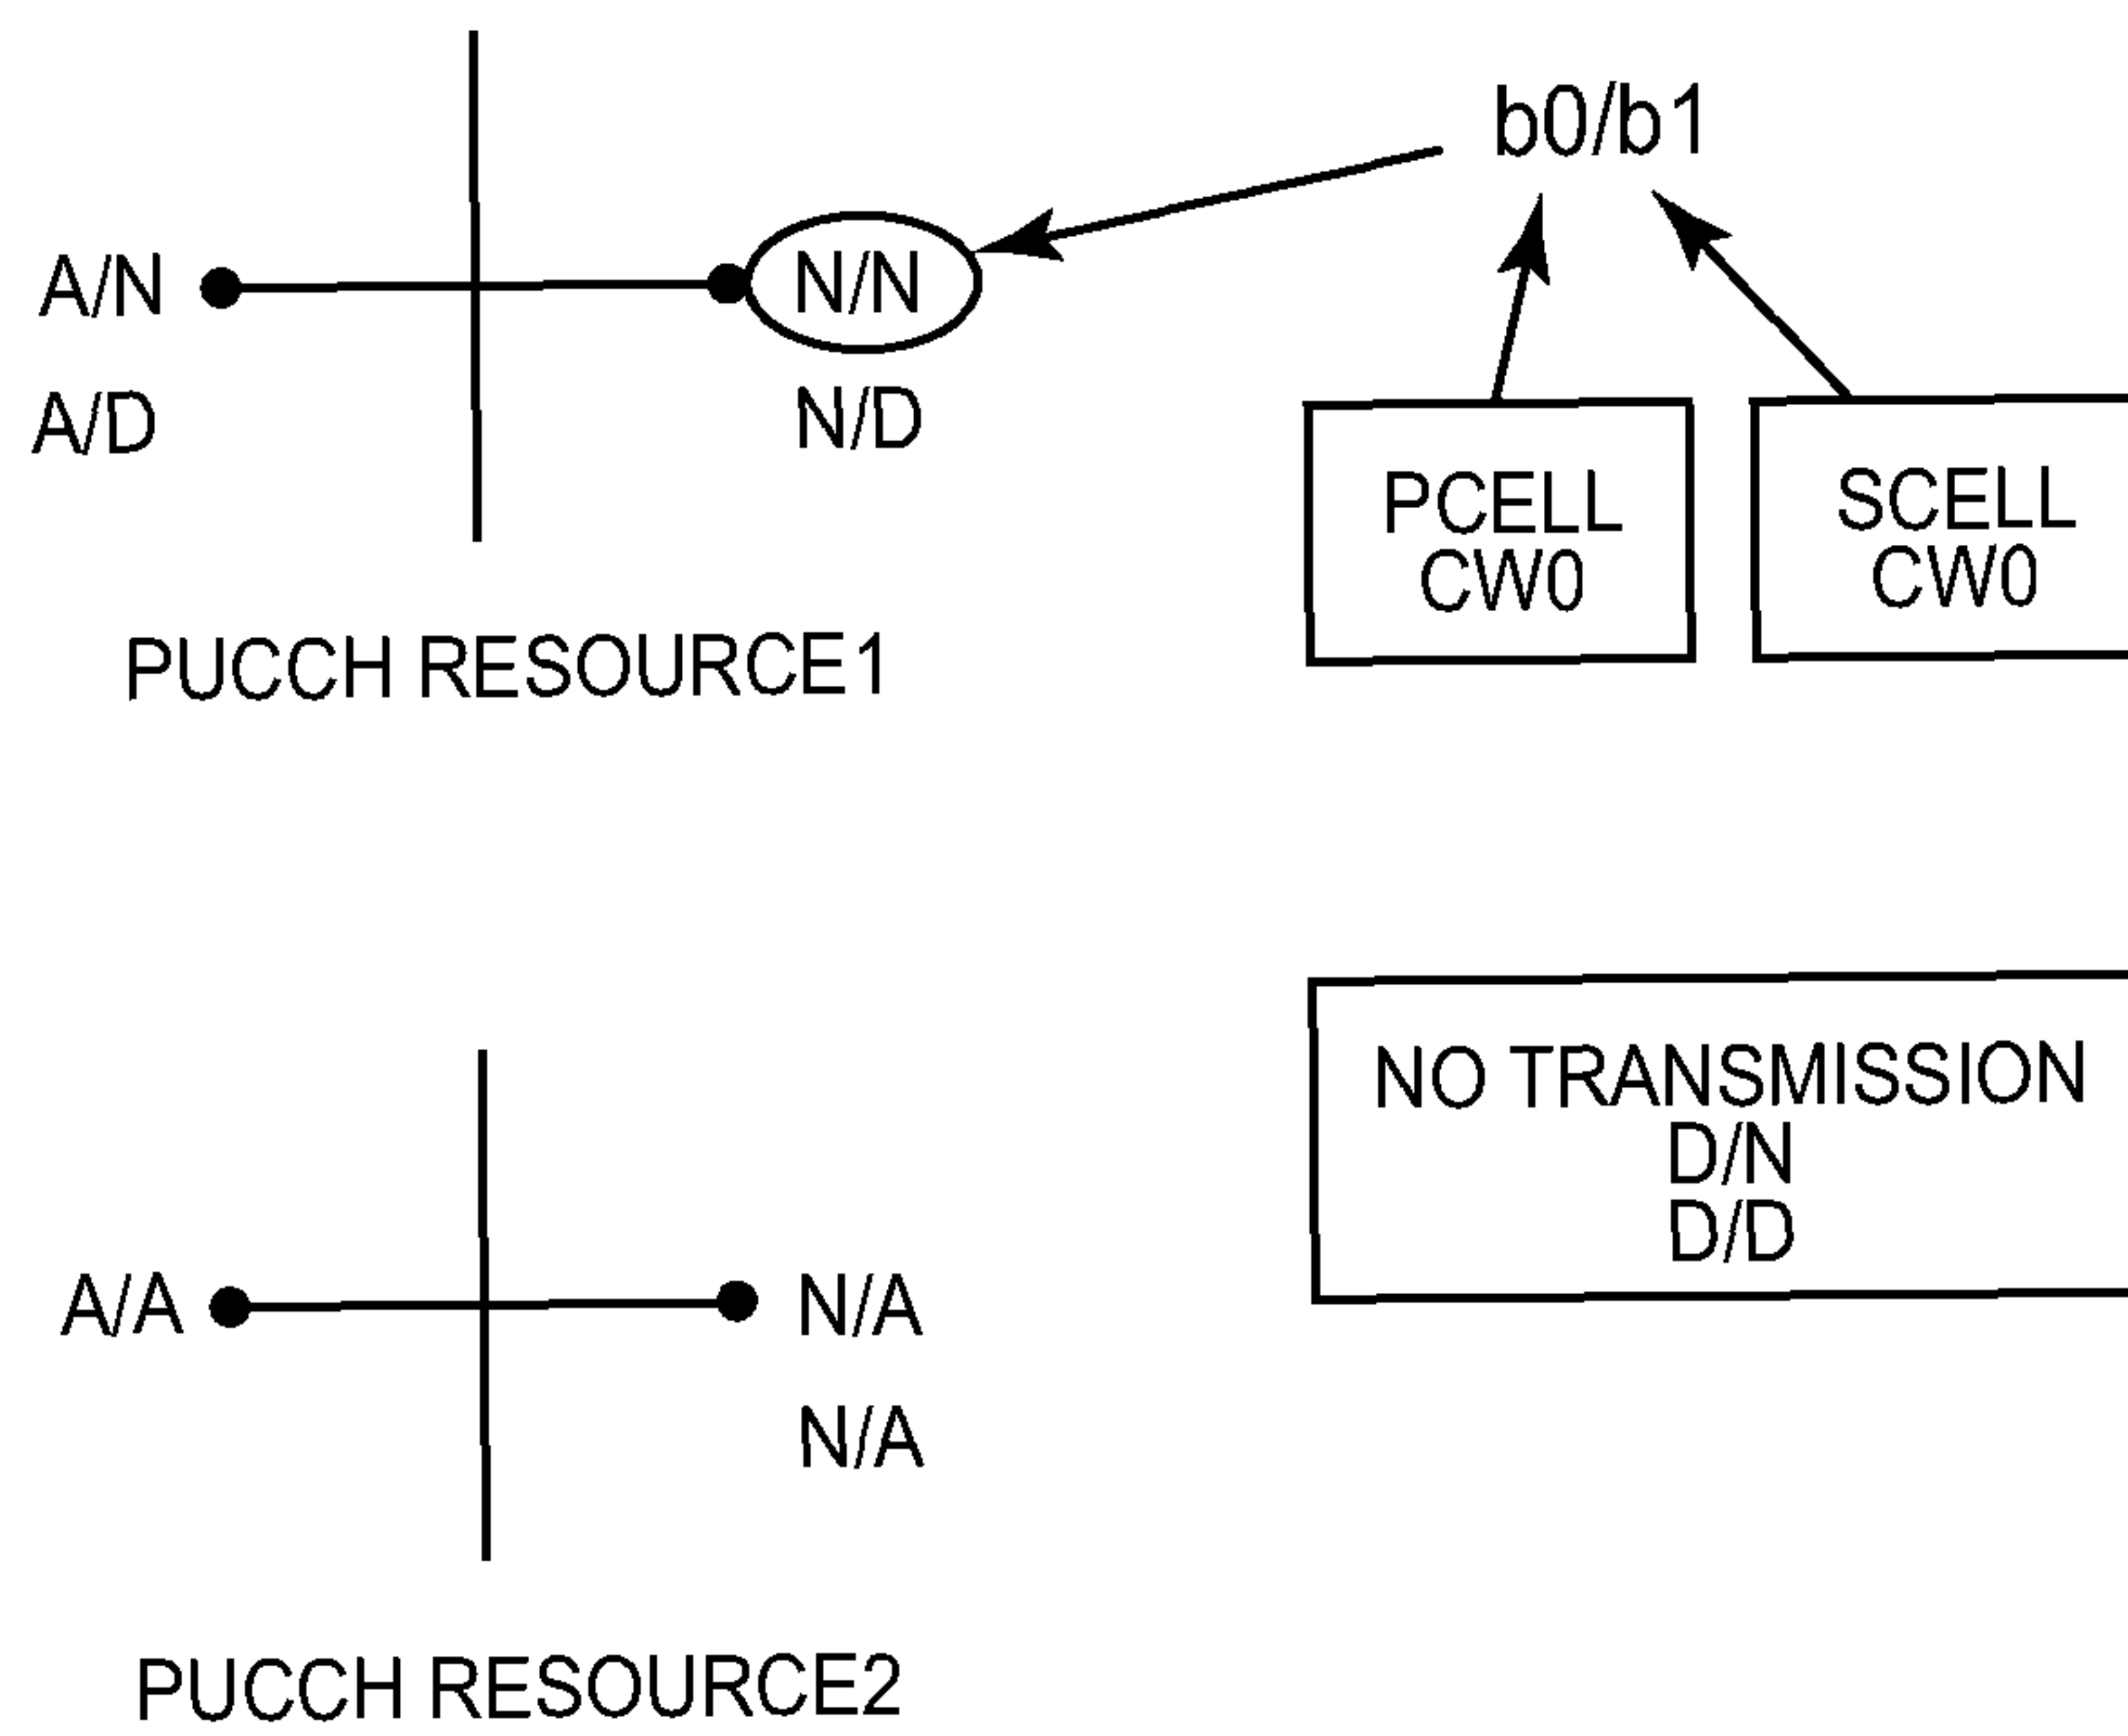 b0/b1
A/N
N/N
A/D
N/D
PCELL
CW0
SCELL
CW0
PUCCH RESOURCE1
NO TRANSMISSION
D/N
D/D
A/A
N/A
N/A
PUCCH RESOURCE2